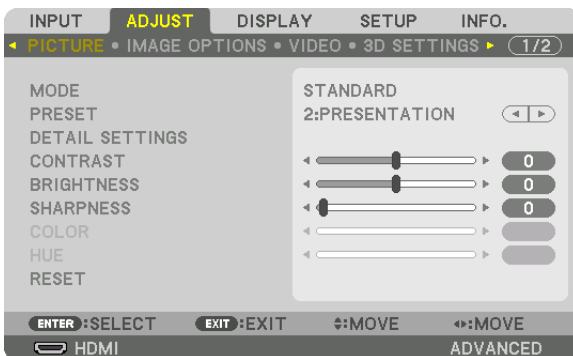 INPUT ADJUST DISPLAY SETUP INFO.
PICTURE • IMAGE OPTIONS • VIDEO • 3D SETTINGS 1/2
MODE STANDARD
PRESET 2:PRESENTATION
DETAIL SETTINGS
CONTRAST 0
BRIGHTNESS 0
SHARPNESS 0
COLOR
HUE
RESET
ENTER :SELECT EXIT :EXIT :MOVE :MOVE
HDMI ADVANCED